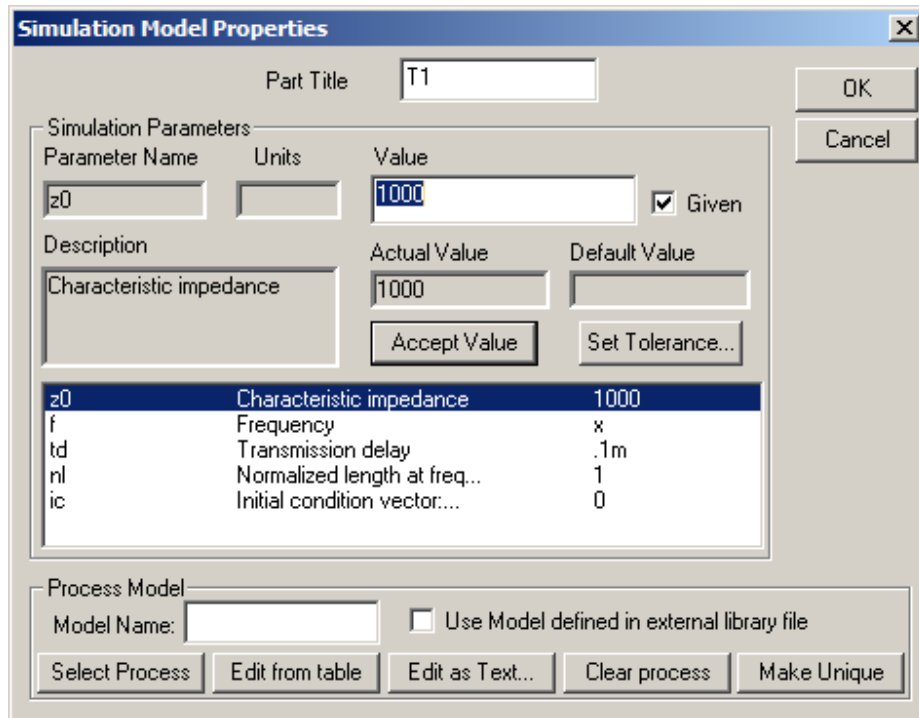 Simulation Model Properties
Part Title T1
OK
Cancel
Simulation Parameters
Parameter Name Units Value
z0 1000 Given
Description Actual Value Default Value
Characteristic impedance 1000
Accept Value Set Tolerance...
z0 Characteristic impedance 1000
f Frequency x
td Transmission delay .1m
nl Normalized length at freq... 1
ic Initial condition vector:... 0
Process Model
Model Name: Use Model defined in external library file
Select Process Edit from table Edit as Text... Clear process Make Unique